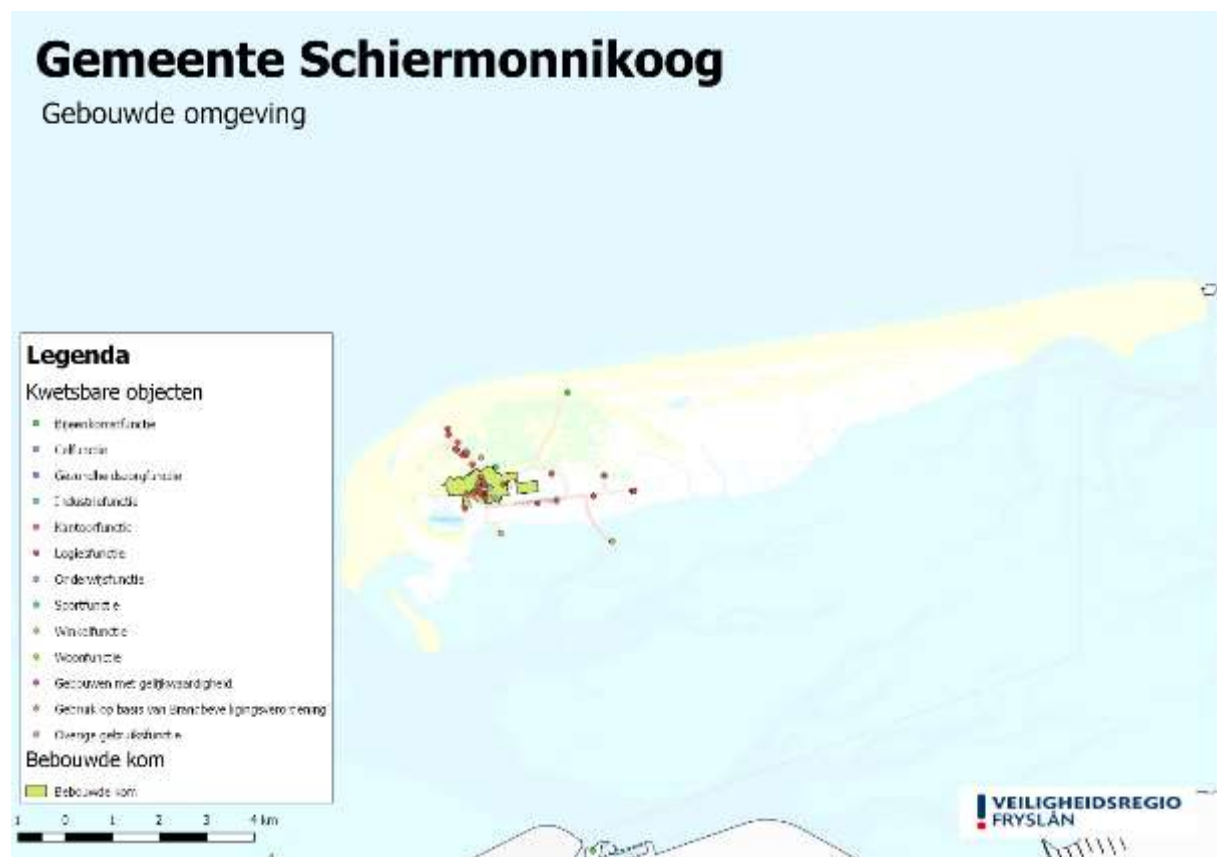 Gemeente Schiermonnikoog
Gebouwde omgeving
Legenda
Kwetsbare objecten
Bijeenkomstfunctie
Celfunctie
Gezondheidszorgfunctie
Industriefunctie
Kantoorfunctie
Logiesfunctie
Onderwijsfunctie
Sportfunctie
Winkelfunctie
Woonfunctie
Gebouwen met gelijkwaardigheid
Gebruik op basis van Brandbeveiligingsverordening
Overige gebruiksfunctie
Bebouwde kom
Bebouwde kom
1 0 1 2 3 4 km
VEILIGHEIDSREGIO
FRYSLÂN